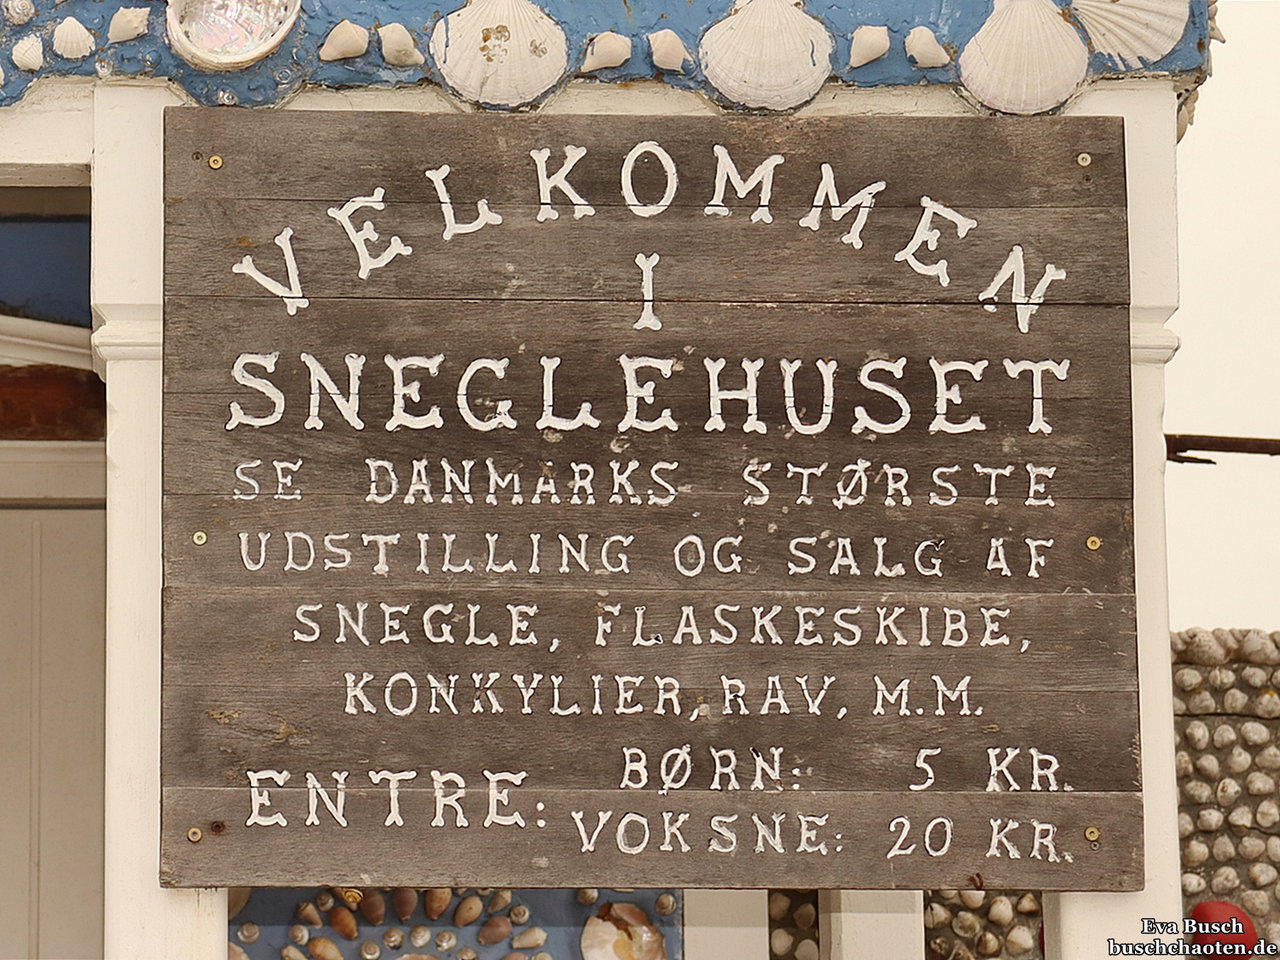 VELKOMMEN
I
SNEGLEHUSET
SE DANMARKS STØRSTE
UDSTILLING OG SALG AF
SNEGLE, FLASKESKIBE,
KONKYLIER, RAV, M.M.
ENTRE: BØRN: 5 KR.
VOKSNE: 20 KR.
Eva Busch
buschchaoten.de